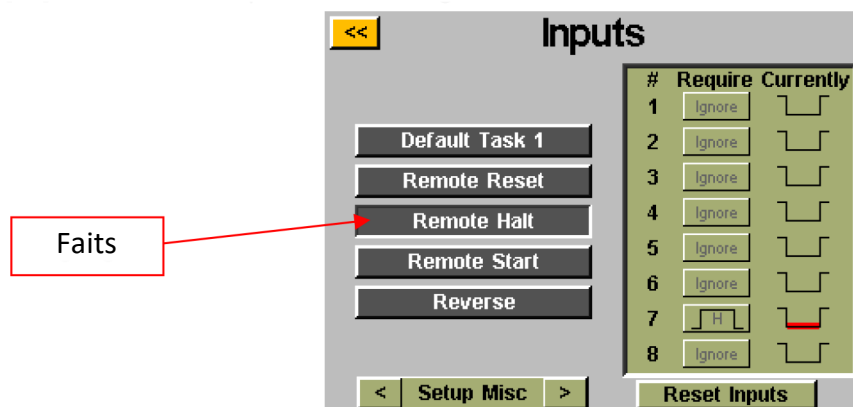 << Inputs
# Require Currently
1 Ignore
2 Ignore
3 Ignore
4 Ignore
5 Ignore
6 Ignore
7 H
8 Ignore
Default Task 1
Remote Reset
Remote Halt
Remote Start
Reverse
Faits
< Setup Misc >
Reset Inputs